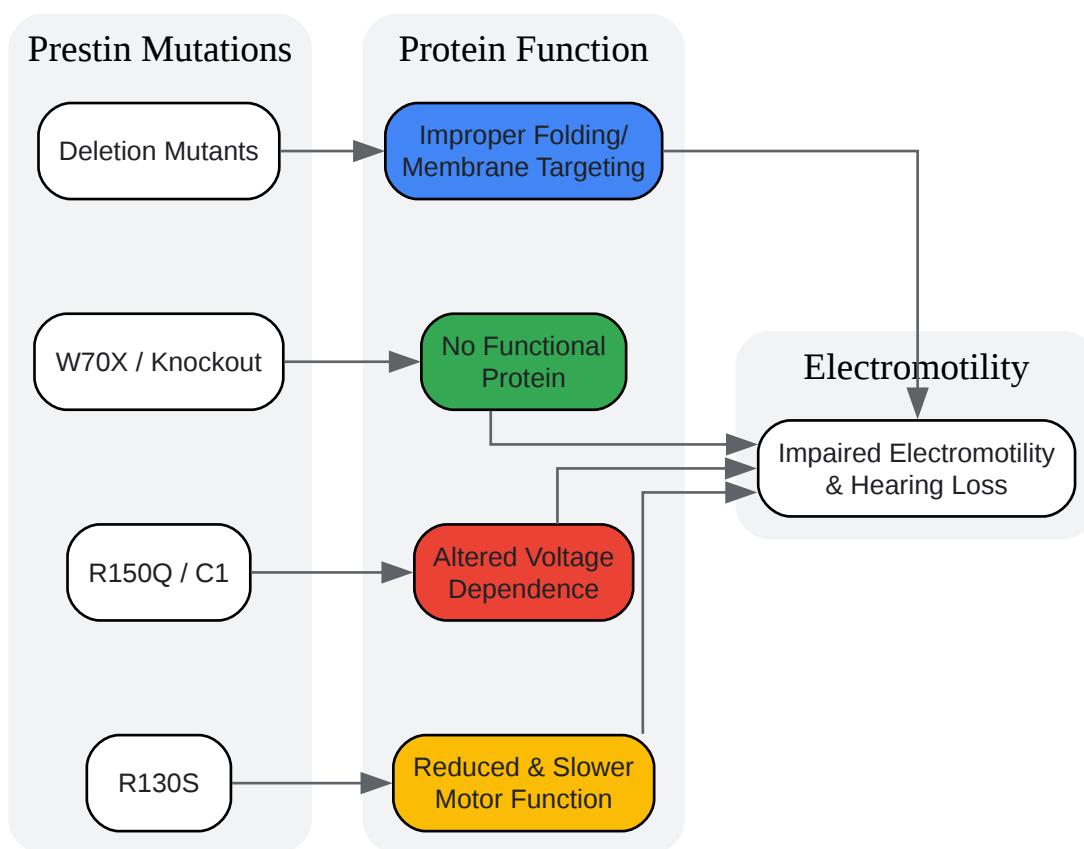 Prestin Mutations
Protein Function
Deletion Mutants
Improper Folding/
Membrane Targeting
W70X / Knockout
No Functional
Protein
Electromotility
Impaired Electromotility
& Hearing Loss
R150Q / C1
Altered Voltage
Dependence
R130S
Reduced & Slower
Motor Function